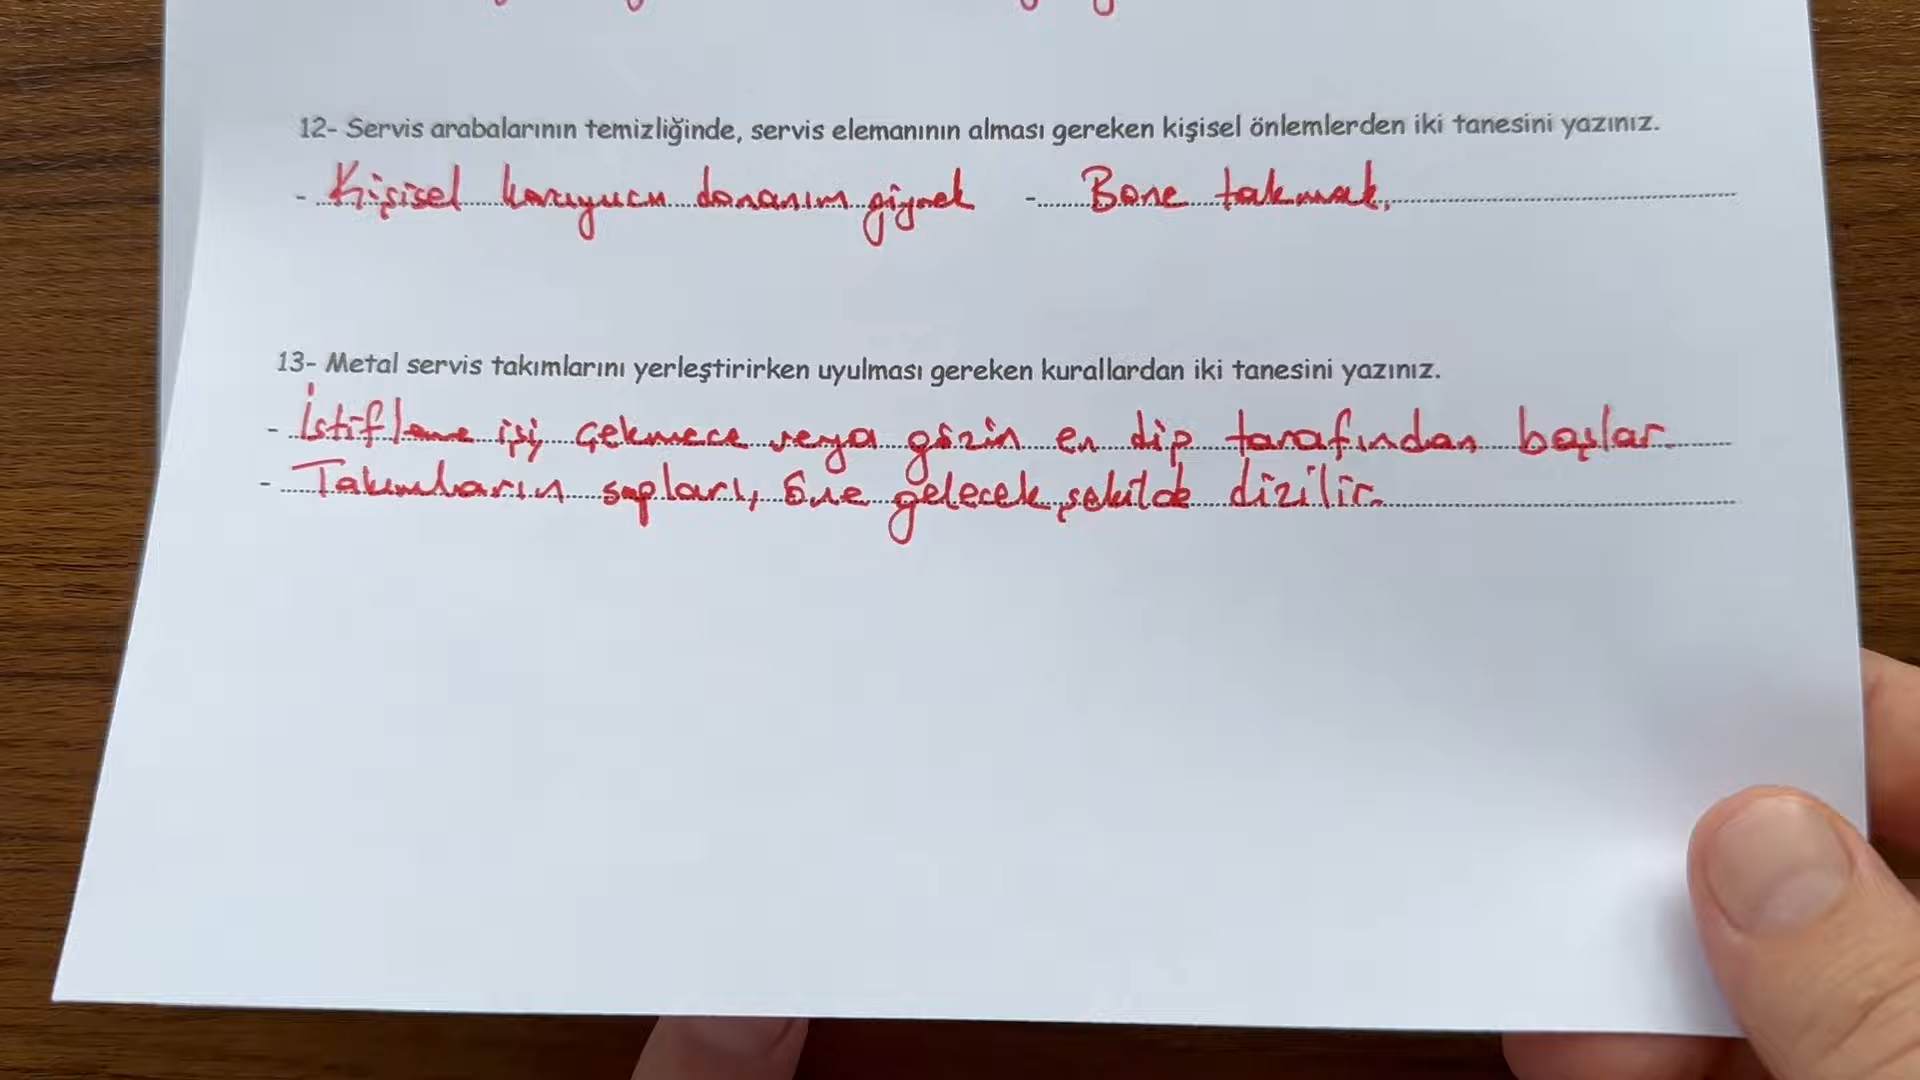 12- Servis arabalarının temizliğinde, servis elemanının alması gereken kişisel önlemlerden iki tanesini yazınız.
- Kişisel koruyucu donanım giymek - Bone takmak.
13- Metal servis takımlarını yerleştirirken uyulması gereken kurallardan iki tanesini yazınız.
- İstifleme işi, çekmece veya gözün en dip tarafından başlar.
- Takımların sapları, öne gelecek şekilde dizilir.